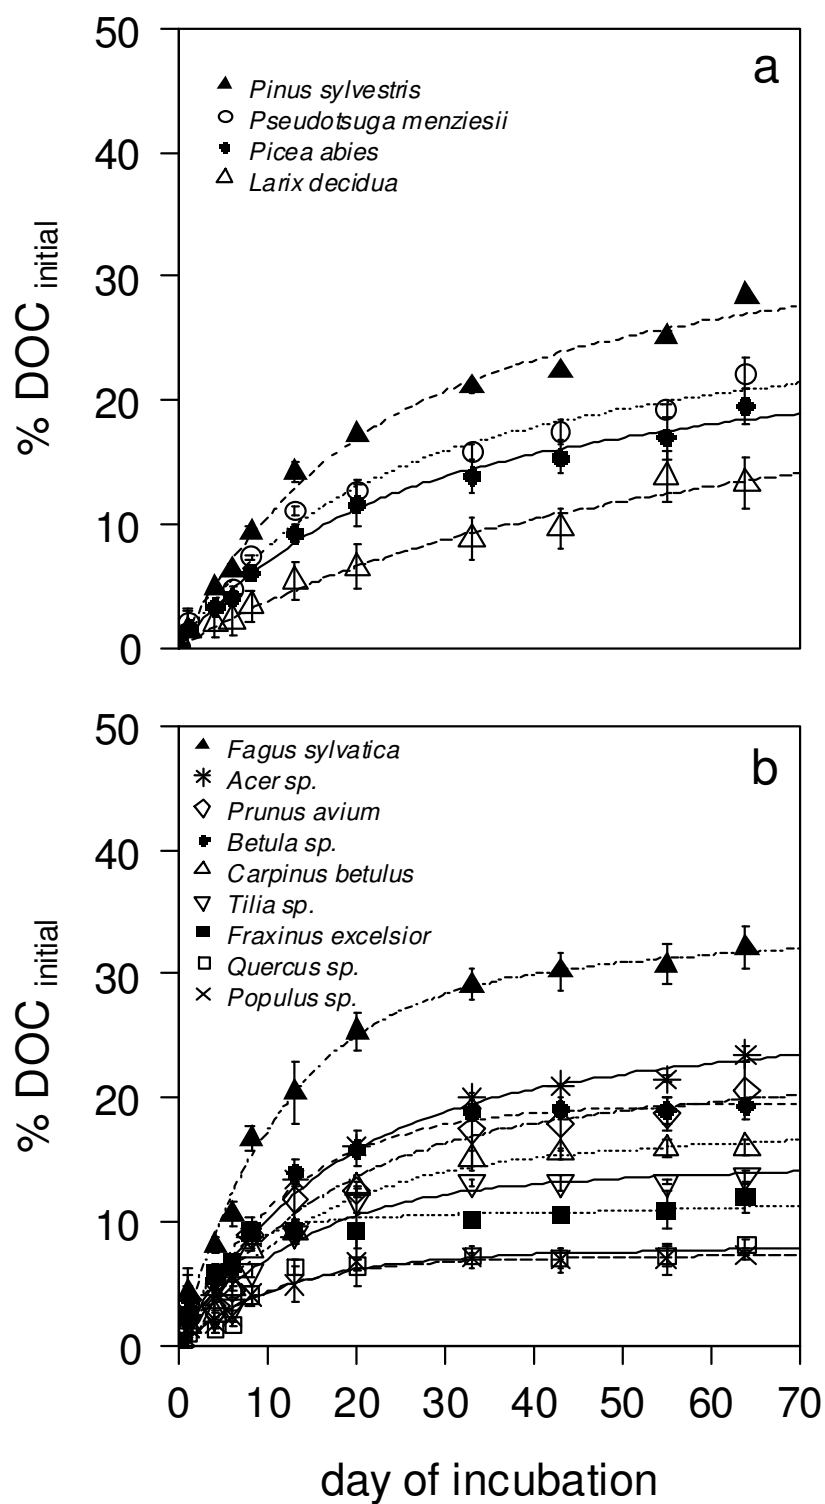 50
a
Pinus sylvestris
Pseudotsuga menziesii
40
Picea abies
Larix decidua
30
% DOC initial
20
10
0
50
b
Fagus sylvatica
Acer sp.
Prunus avium
Betula sp.
40
Carpinus betulus
Tilia sp.
Fraxinus excelsior
Quercus sp.
30
Populus sp.
% DOC initial
20
10
0
0 10 20 30 40 50 60 70
day of incubation